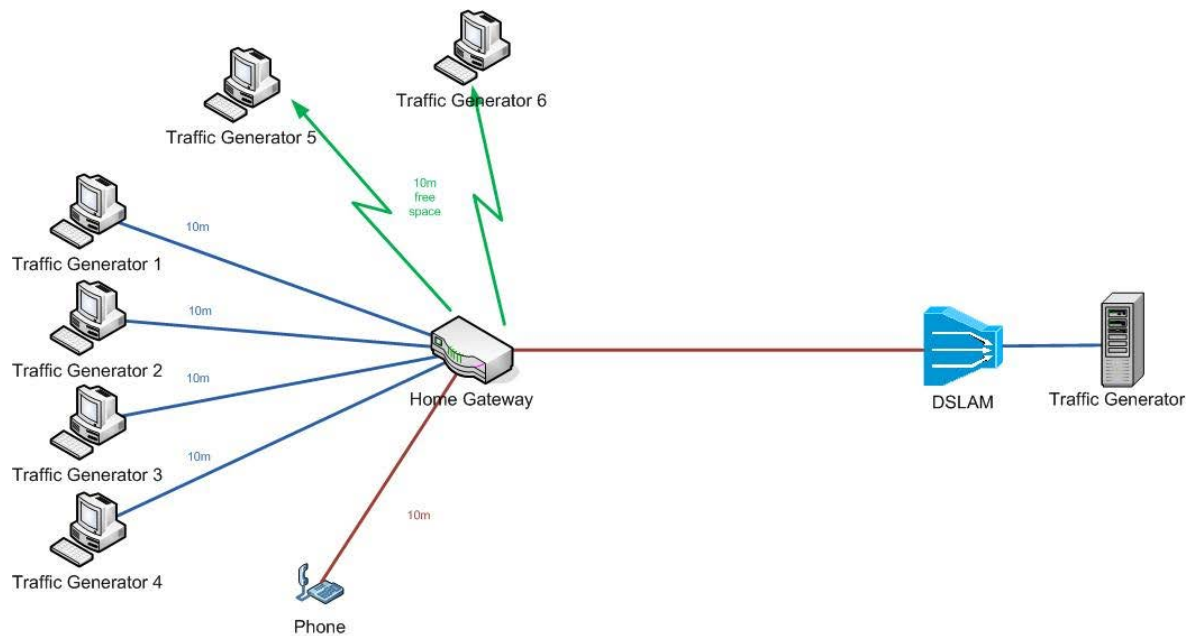 Traffic Generator 6
Traffic Generator 5
10m
free
space
Traffic Generator 1
10m
Traffic Generator 2
10m
Traffic Generator 3
10m
Traffic Generator 4
10m
Home Gateway
DSLAM
Traffic Generator
10m
Phone